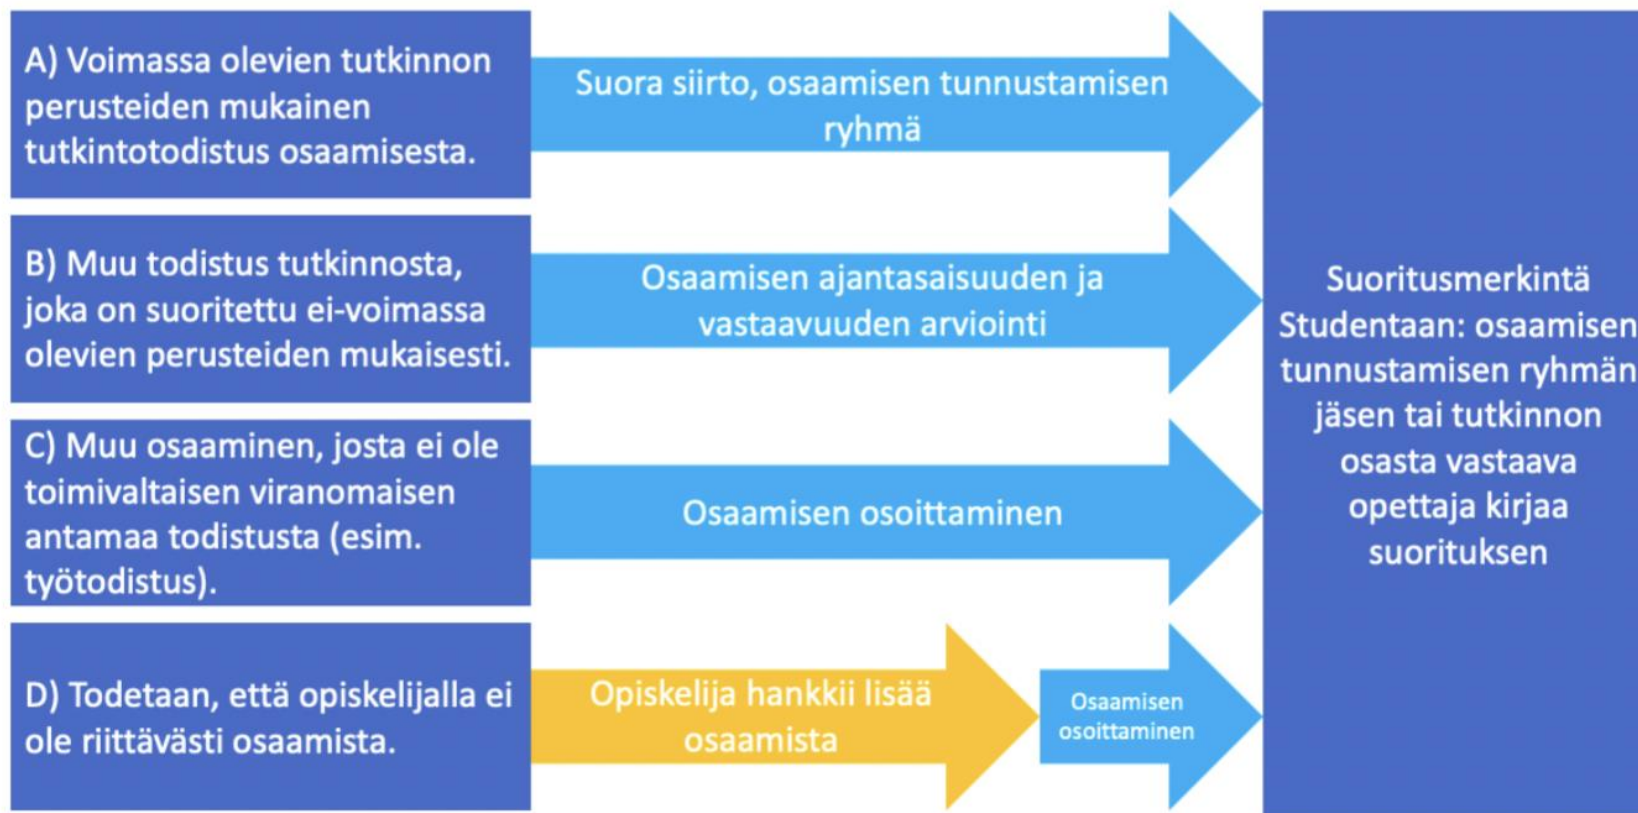 A) Voimassa olevien tutkinnon
perusteiden mukainen
tutkintotodistus osaamisesta.
Suora siirto, osaamisen tunnustamisen
ryhmä
B) Muu todistus tutkinnosta,
joka on suoritettu ei-voimassa
olevien perusteiden mukaisesti.
Osaamisen ajantasaisuuden ja
vastaavuuden arviointi
C) Muu osaaminen, josta ei ole
toimivaltaisen viranomaisen
antamaa todistusta (esim.
työtodistus).
Osaamisen osoittaminen
D) Todetaan, että opiskelijalla ei
ole riittävästi osaamista.
Opiskelija hankkii lisää
osaamista
Osaamisen
osoittaminen
Suoritusmerkintä
Studentaan: osaamisen
tunnustamisen ryhmän
jäsen tai tutkinnon
osasta vastaava
opettaja kirjaa
suorituksen